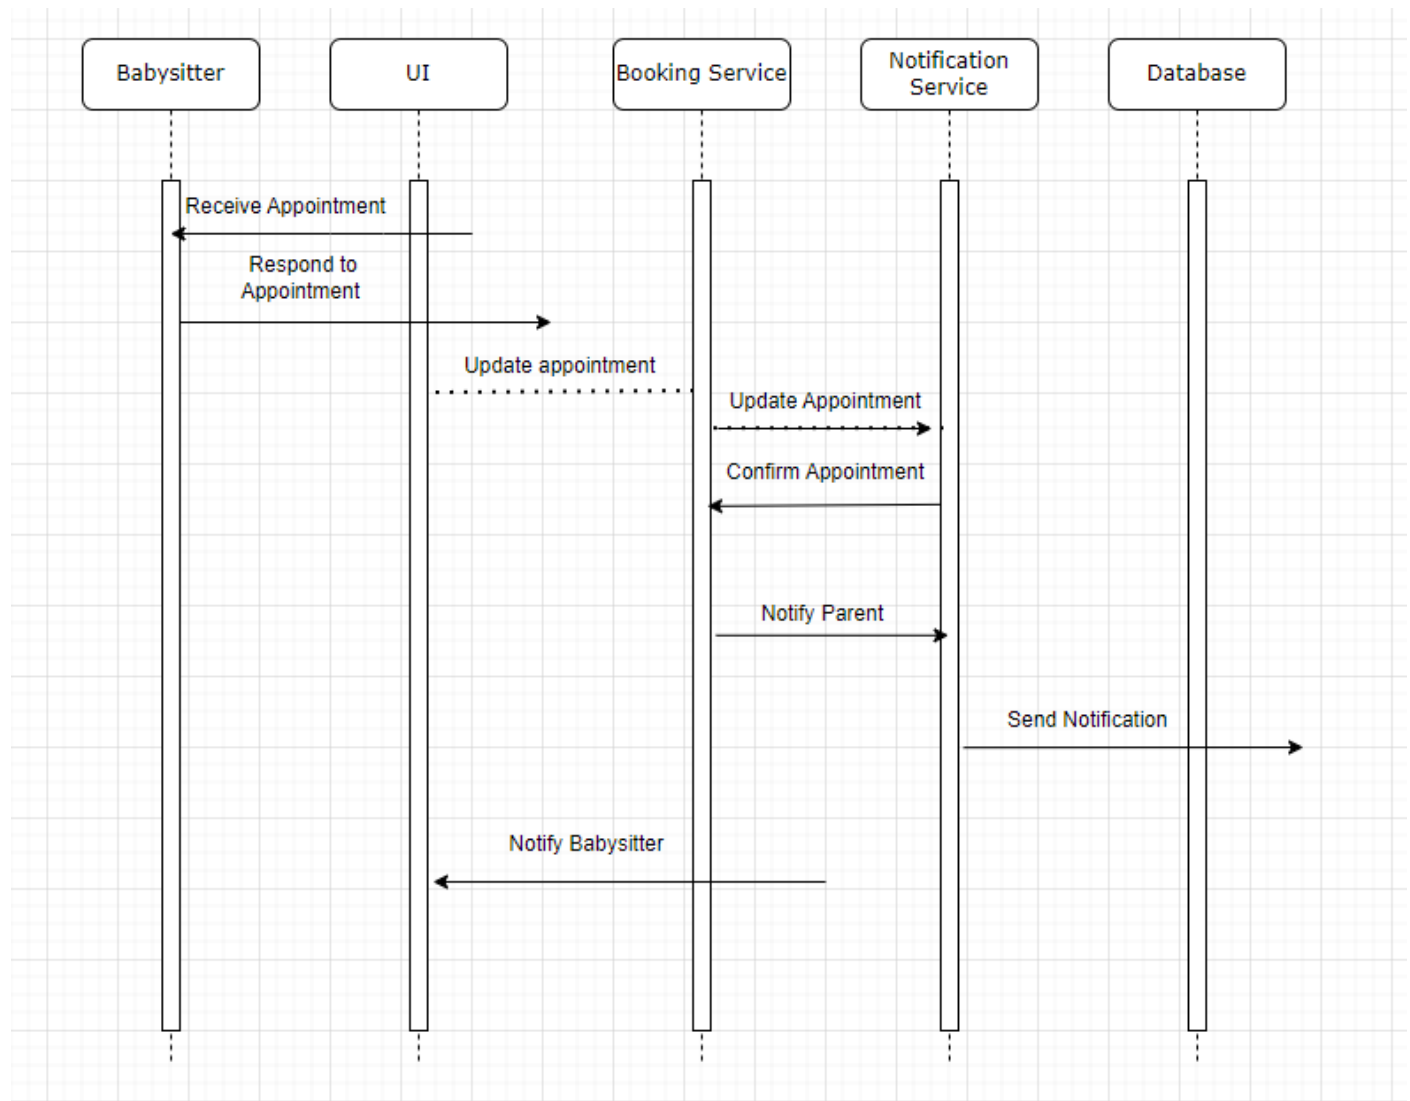 Babysitter
UI
Booking Service
Notification
Service
Database
Receive Appointment
Respond to
Appointment
Update appointment
Update Appointment
Confirm Appointment
Notify Parent
Send Notification
Notify Babysitter